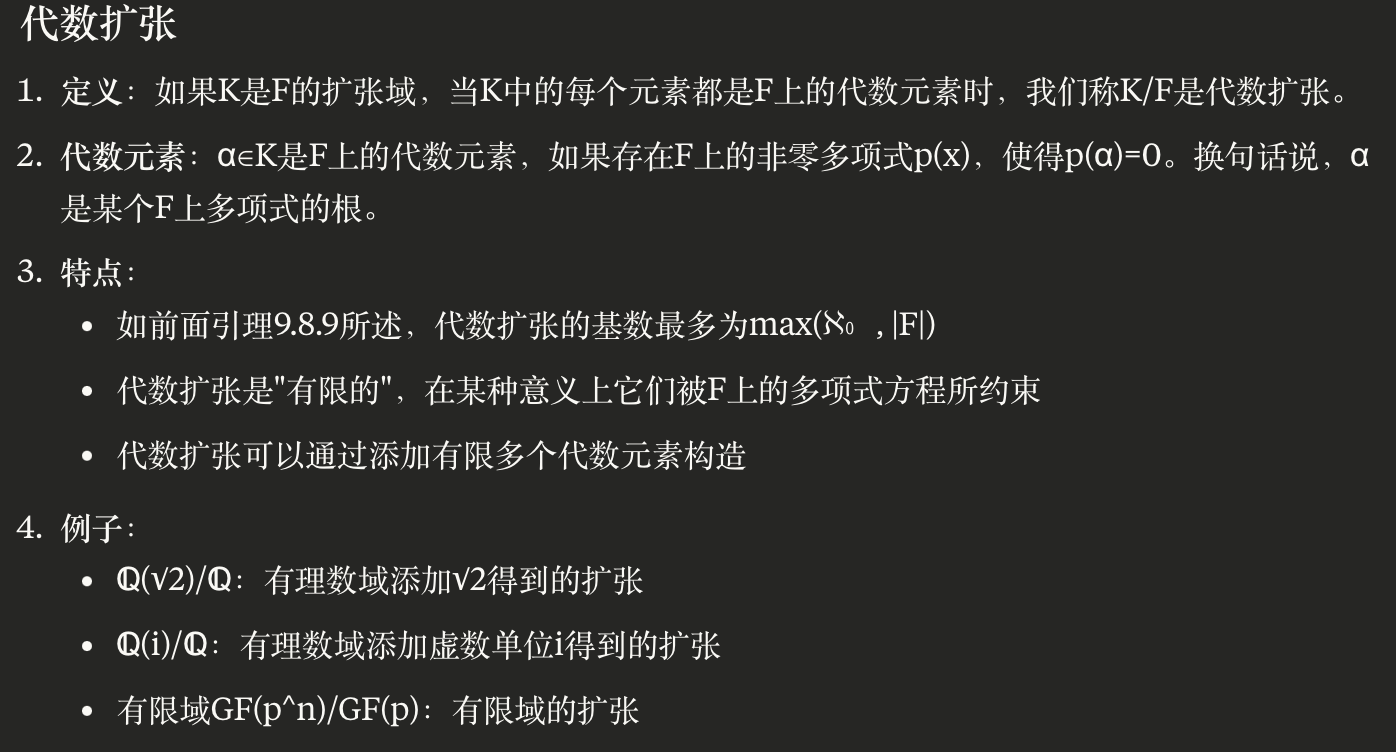 代数扩张
1. 定义：如果K是F的扩张域，当K中的每个元素都是F上的代数元素时，我们称K/F是代数扩张。
2. 代数元素：α∈K是F上的代数元素，如果存在F上的非零多项式p(x)，使得p(α)=0。换句话说，α
是某个F上多项式的根。
3. 特点：
• 如前面引理9.8.9所述，代数扩张的基数最多为max(ℵ₀ , |F|)
• 代数扩张是"有限的"，在某种意义上它们被F上的多项式方程所约束
• 代数扩张可以通过添加有限多个代数元素构造
4. 例子：
• ℚ(√2)/ℚ：有理数域添加√2得到的扩张
• ℚ(i)/ℚ：有理数域添加虚数单位i得到的扩张
• 有限域GF(p^n)/GF(p)：有限域的扩张